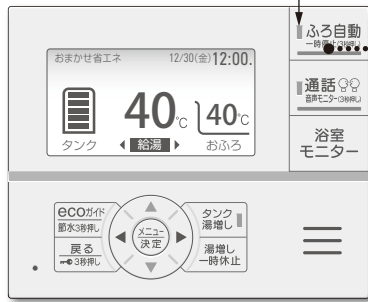 ふろ自動
一時停止(3秒押し)
おまかせ省エネ 12/30(金)12:00.
通話
音声モニター(3秒押し)
40℃ 40℃
タンク 給湯 おふろ
浴室
モニター
ecoガイド
節水3秒押し
タンク
湯増し
メニュー
決定
戻る
3秒押し
湯増し
一時休止